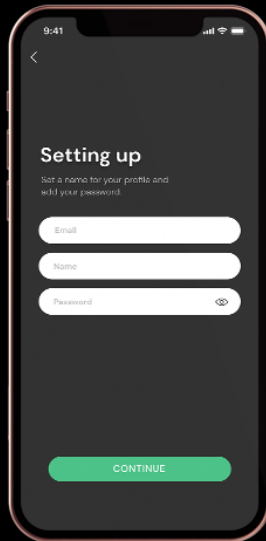 9:41
Setting up
Set a name for your profile and
add your password.
Email
Name
Password
CONTINUE